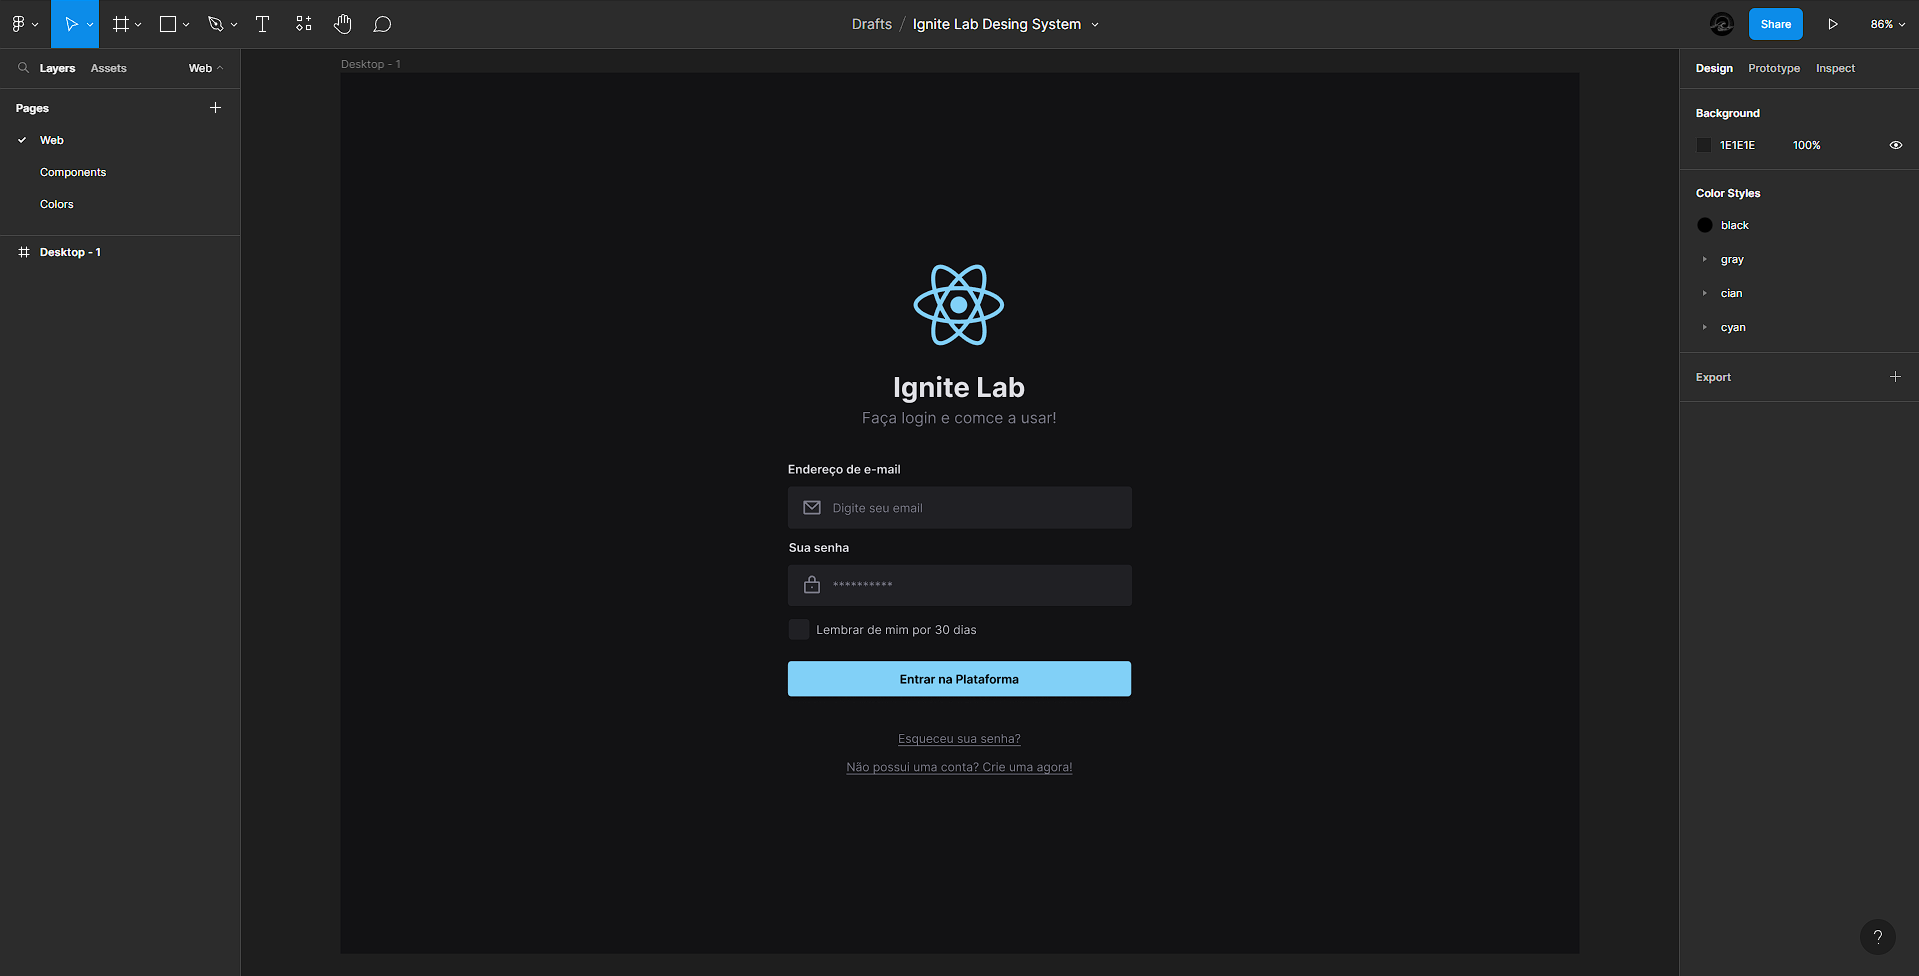 Drafts / Ignite Lab Desing System
Share
86%
Layers Assets Web
Pages
Web
Components
Colors
Desktop - 1
Desktop - 1
Ignite Lab
Faça login e comce a usar!
Endereço de e-mail
Digite seu email
Sua senha
**********
Lembrar de mim por 30 dias
Entrar na Plataforma
Esqueceu sua senha?
Não possui uma conta? Crie uma agora!
Design Prototype Inspect
Background
1E1E1E 100%
Color Styles
black
gray
cian
cyan
Export
?